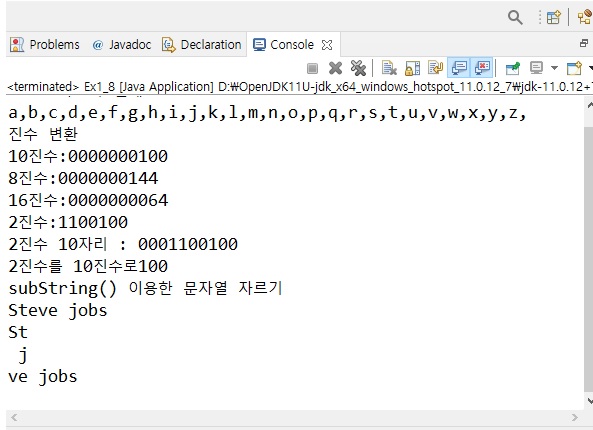 Problems @ Javadoc Declaration Console
<terminated> Ex1_8 [Java Application] D:₩OpenJDK11U-jdk_x64_windows_hotspot_11.0.12_7₩jdk-11.0.12+7
a,b,c,d,e,f,g,h,i,j,k,l,m,n,o,p,q,r,s,t,u,v,w,x,y,z,
진수 변환
10진수:0000000100
8진수:0000000144
16진수:0000000064
2진수:1100100
2진수 10자리 : 0001100100
2진수를 10진수로100
subString() 이용한 문자열 자르기
Steve jobs
St
 j
ve jobs